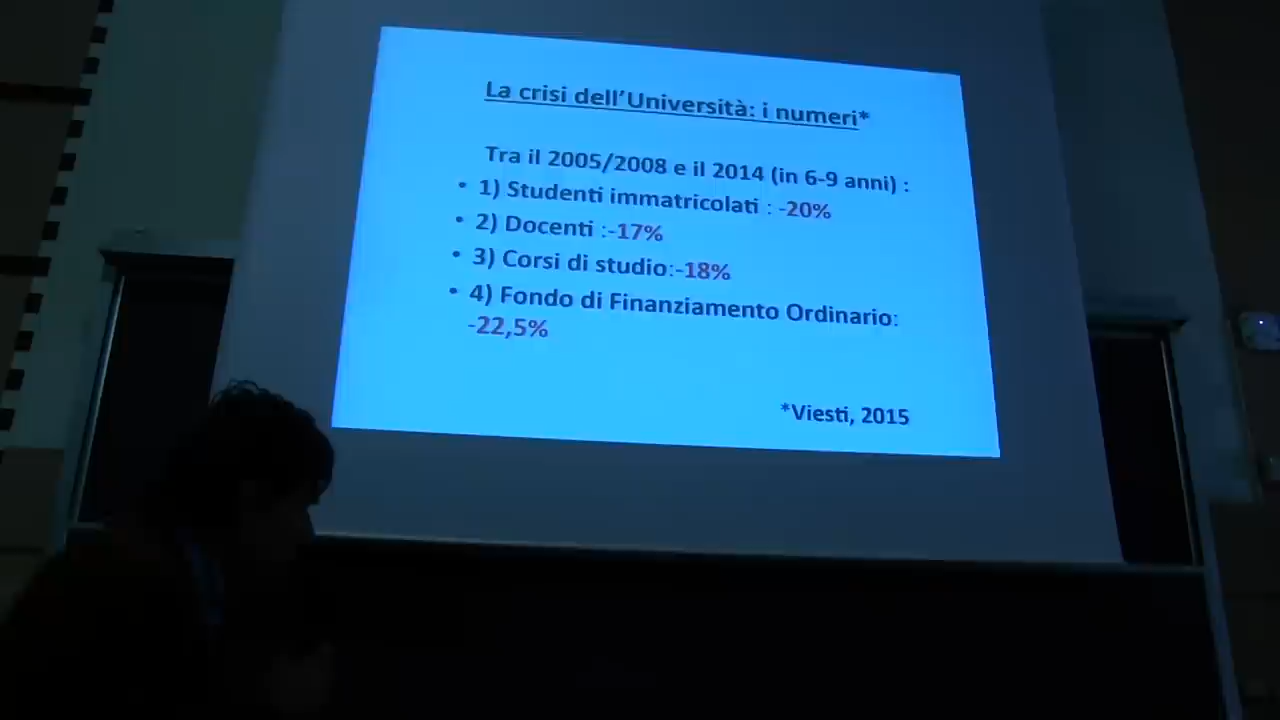 La crisi dell’Università: i numeri*
Tra il 2005/2008 e il 2014 (in 6-9 anni) :
• 1) Studenti immatricolati : -20%
• 2) Docenti :-17%
• 3) Corsi di studio:-18%
• 4) Fondo di Finanziamento Ordinario:
-22,5%
*Viesti, 2015